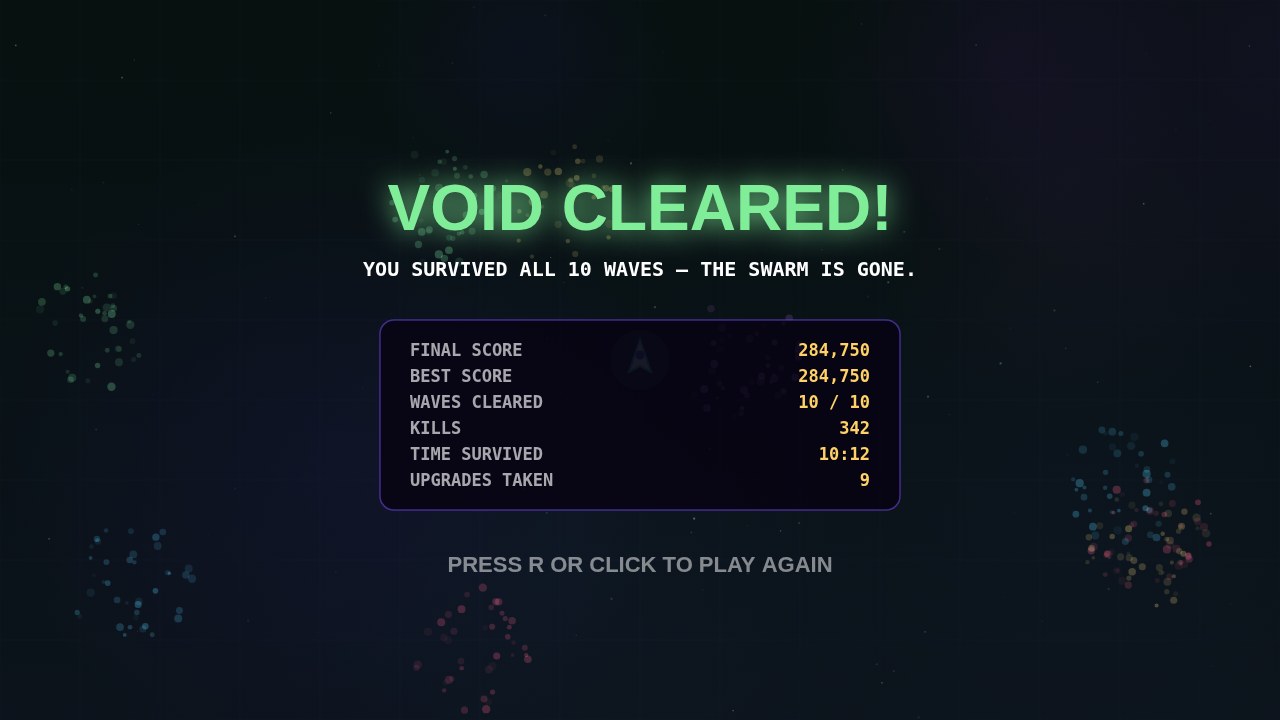 VOID CLEARED!
YOU SURVIVED ALL 10 WAVES — THE SWARM IS GONE.
FINAL SCORE 284,750
BEST SCORE 284,750
WAVES CLEARED 10 / 10
KILLS 342
TIME SURVIVED 10:12
UPGRADES TAKEN 9
PRESS R OR CLICK TO PLAY AGAIN